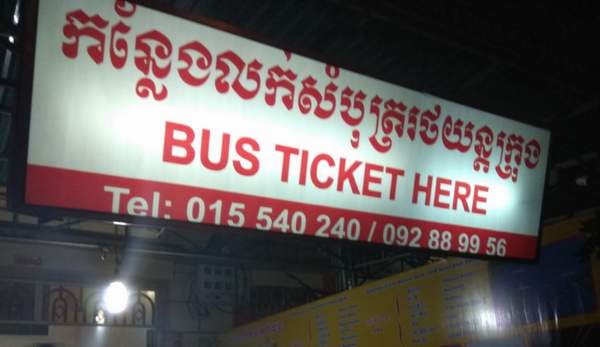 កន្លែងលក់សំបុត្ររថយន្តក្រុង
BUS TICKET HERE
Tel: 015 540 240 / 092 88 99 56